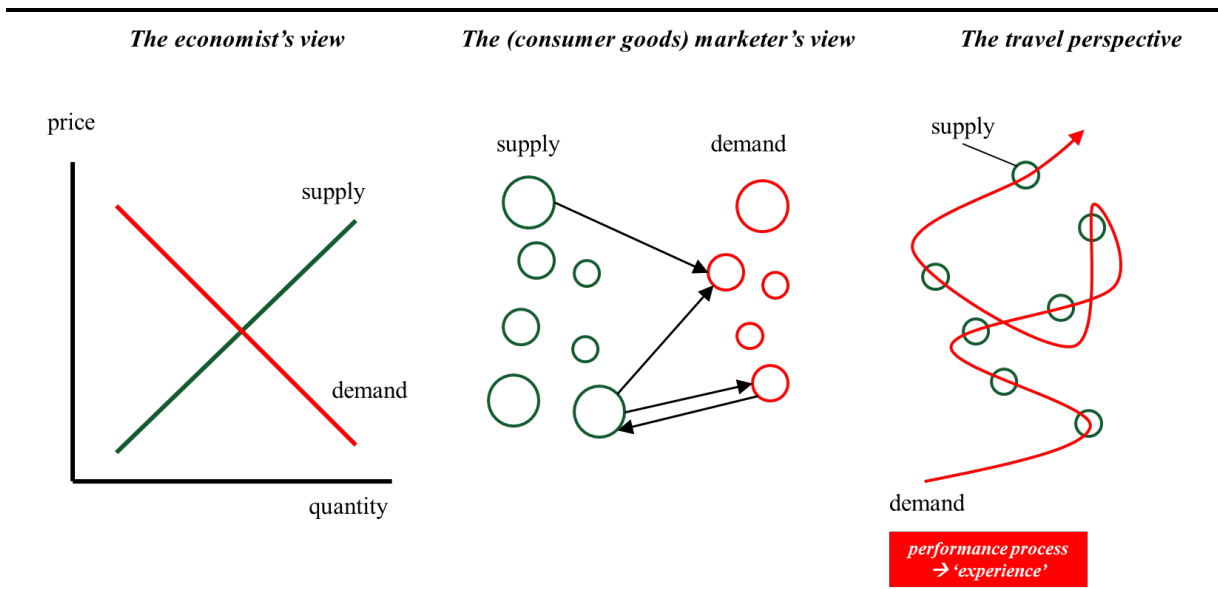 The economist’s view
The (consumer goods) marketer’s view
The travel perspective
price
supply
demand
quantity
supply
demand
supply
demand
performance process
→ ‘experience’